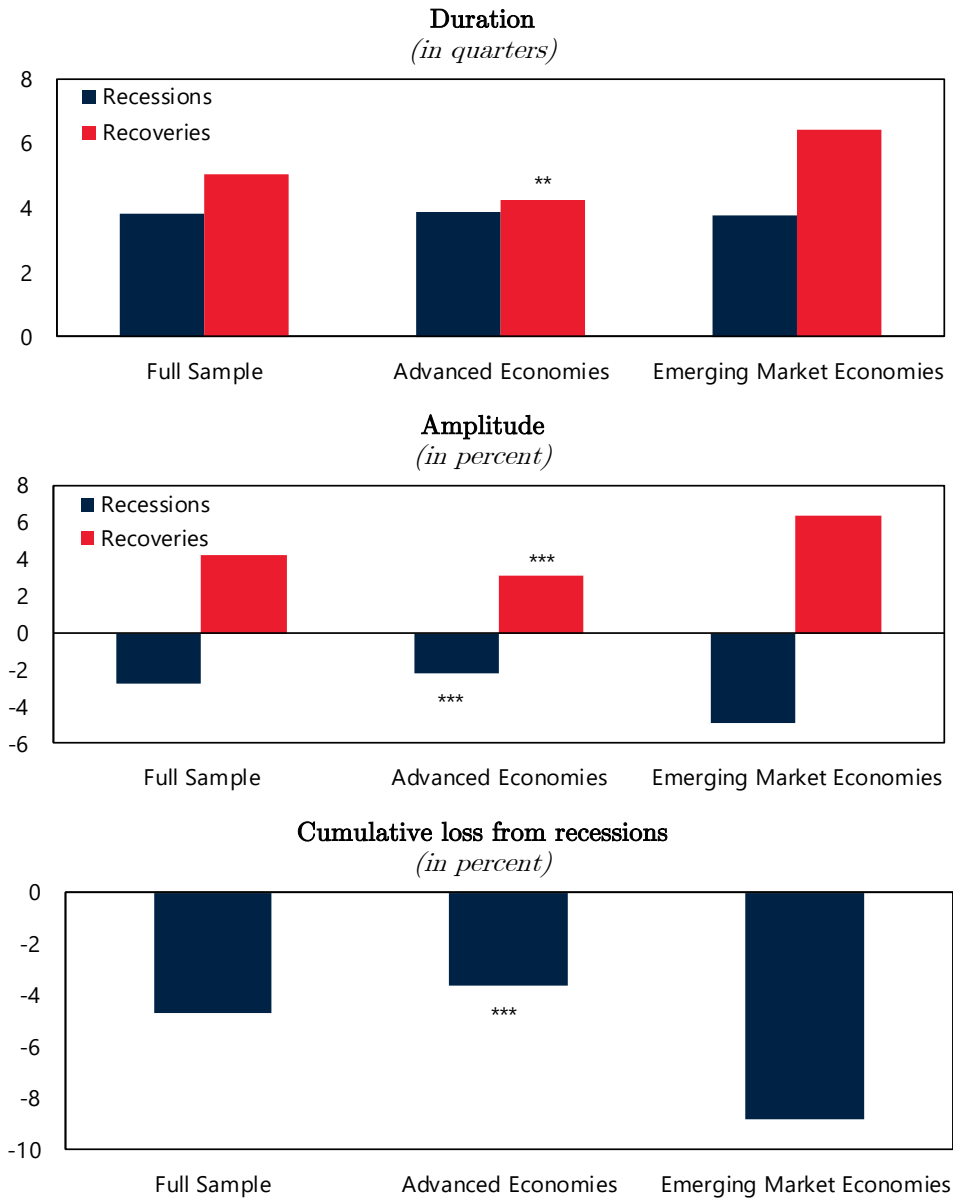 Duration
(in quarters)
8
Recessions
Recoveries
6
**
4
2
0
Full Sample
Advanced Economies
Emerging Market Economies
Amplitude
(in percent)
8
Recessions
6
Recoveries
4
***
2
0
-2
***
-4
-6
Full Sample
Advanced Economies
Emerging Market Economies
Cumulative loss from recessions
(in percent)
0
-2
-4
***
-6
-8
-10
Full Sample
Advanced Economies
Emerging Market Economies